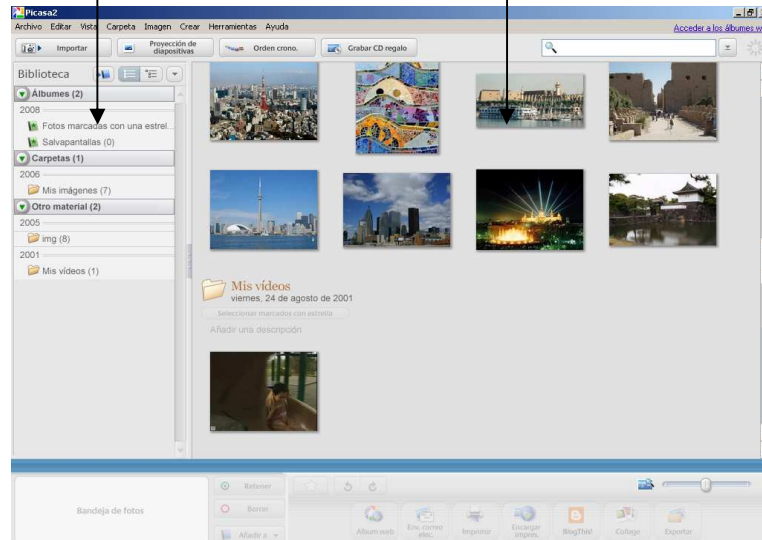 Picasa2
Archivo Editar Vista Carpeta Imagen Crear Herramientas Ayuda
Acceder a los álbumes w
Importar
Proyección de
diapositivas
Orden crono.
Grabar CD regalo
Biblioteca
Álbumes (2)
2008
Fotos marcadas con una estrel...
Salvapantallas (0)
Carpetas (1)
2006
Mis imágenes (7)
Otro material (2)
2005
img (8)
2001
Mis vídeos (1)
Mis vídeos
viernes, 24 de agosto de 2001
Seleccionar marcados con estrella
Añadir una descripción
Bandeja de fotos
Retener
Borrar
Añadir a
Álbum web
Env. correo
elec.
Imprimir
Encargar
impres.
BlogThis!
Collage
Exportar